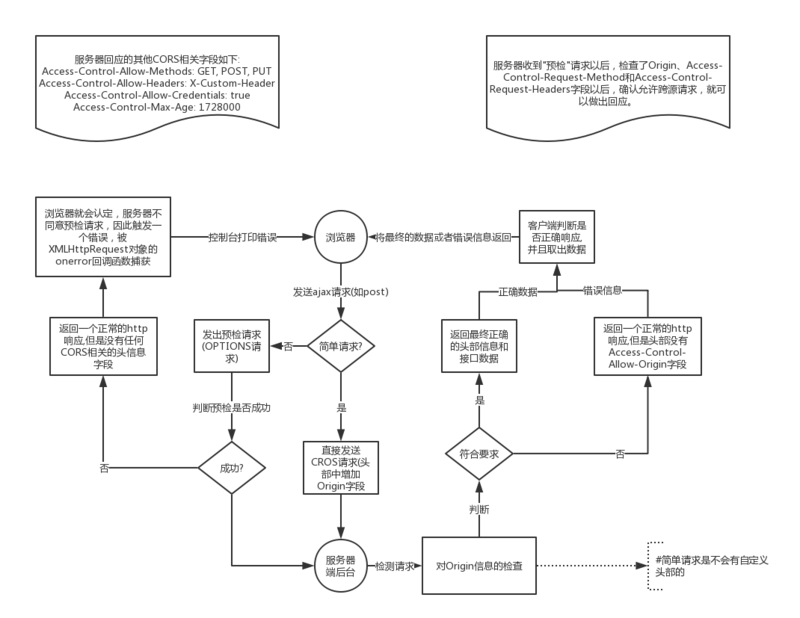 服务器回应的其他CORS相关字段如下:
Access-Control-Allow-Methods: GET, POST, PUT
Access-Control-Allow-Headers: X-Custom-Header
Access-Control-Allow-Credentials: true
Access-Control-Max-Age: 1728000
服务器收到"预检"请求以后，检查了Origin、Access-
Control-Request-Method和Access-Control-
Request-Headers字段以后，确认允许跨源请求，就可
以做出回应。
浏览器就会认定，服务器不
同意预检请求，因此触发一
个错误，被
XMLHttpRequest对象的
onerror回调函数捕获
控制台打印错误
浏览器
将最终的数据或者错误信息返回
客户端判断是
否正确响应,
并且取出数据
发送ajax请求(如post)
正确数据
错误信息
返回一个正常的http
响应,但是没有任何
CORS相关的头信息
字段
发出预检请求
(OPTIONS请
求)
否
简单请求?
返回最终正确
的头部信息和
接口数据
返回一个正常的http
响应,但是头部没有
Access-Control-
Allow-Origin字段
判断预检是否成功
是
是
否
成功?
直接发送
CROS请求(头
部中增加
Origin字段
符合要求
否
判断
服务器
端后台
检测请求
对Origin信息的检查
#简单请求是不会有自定义
头部的